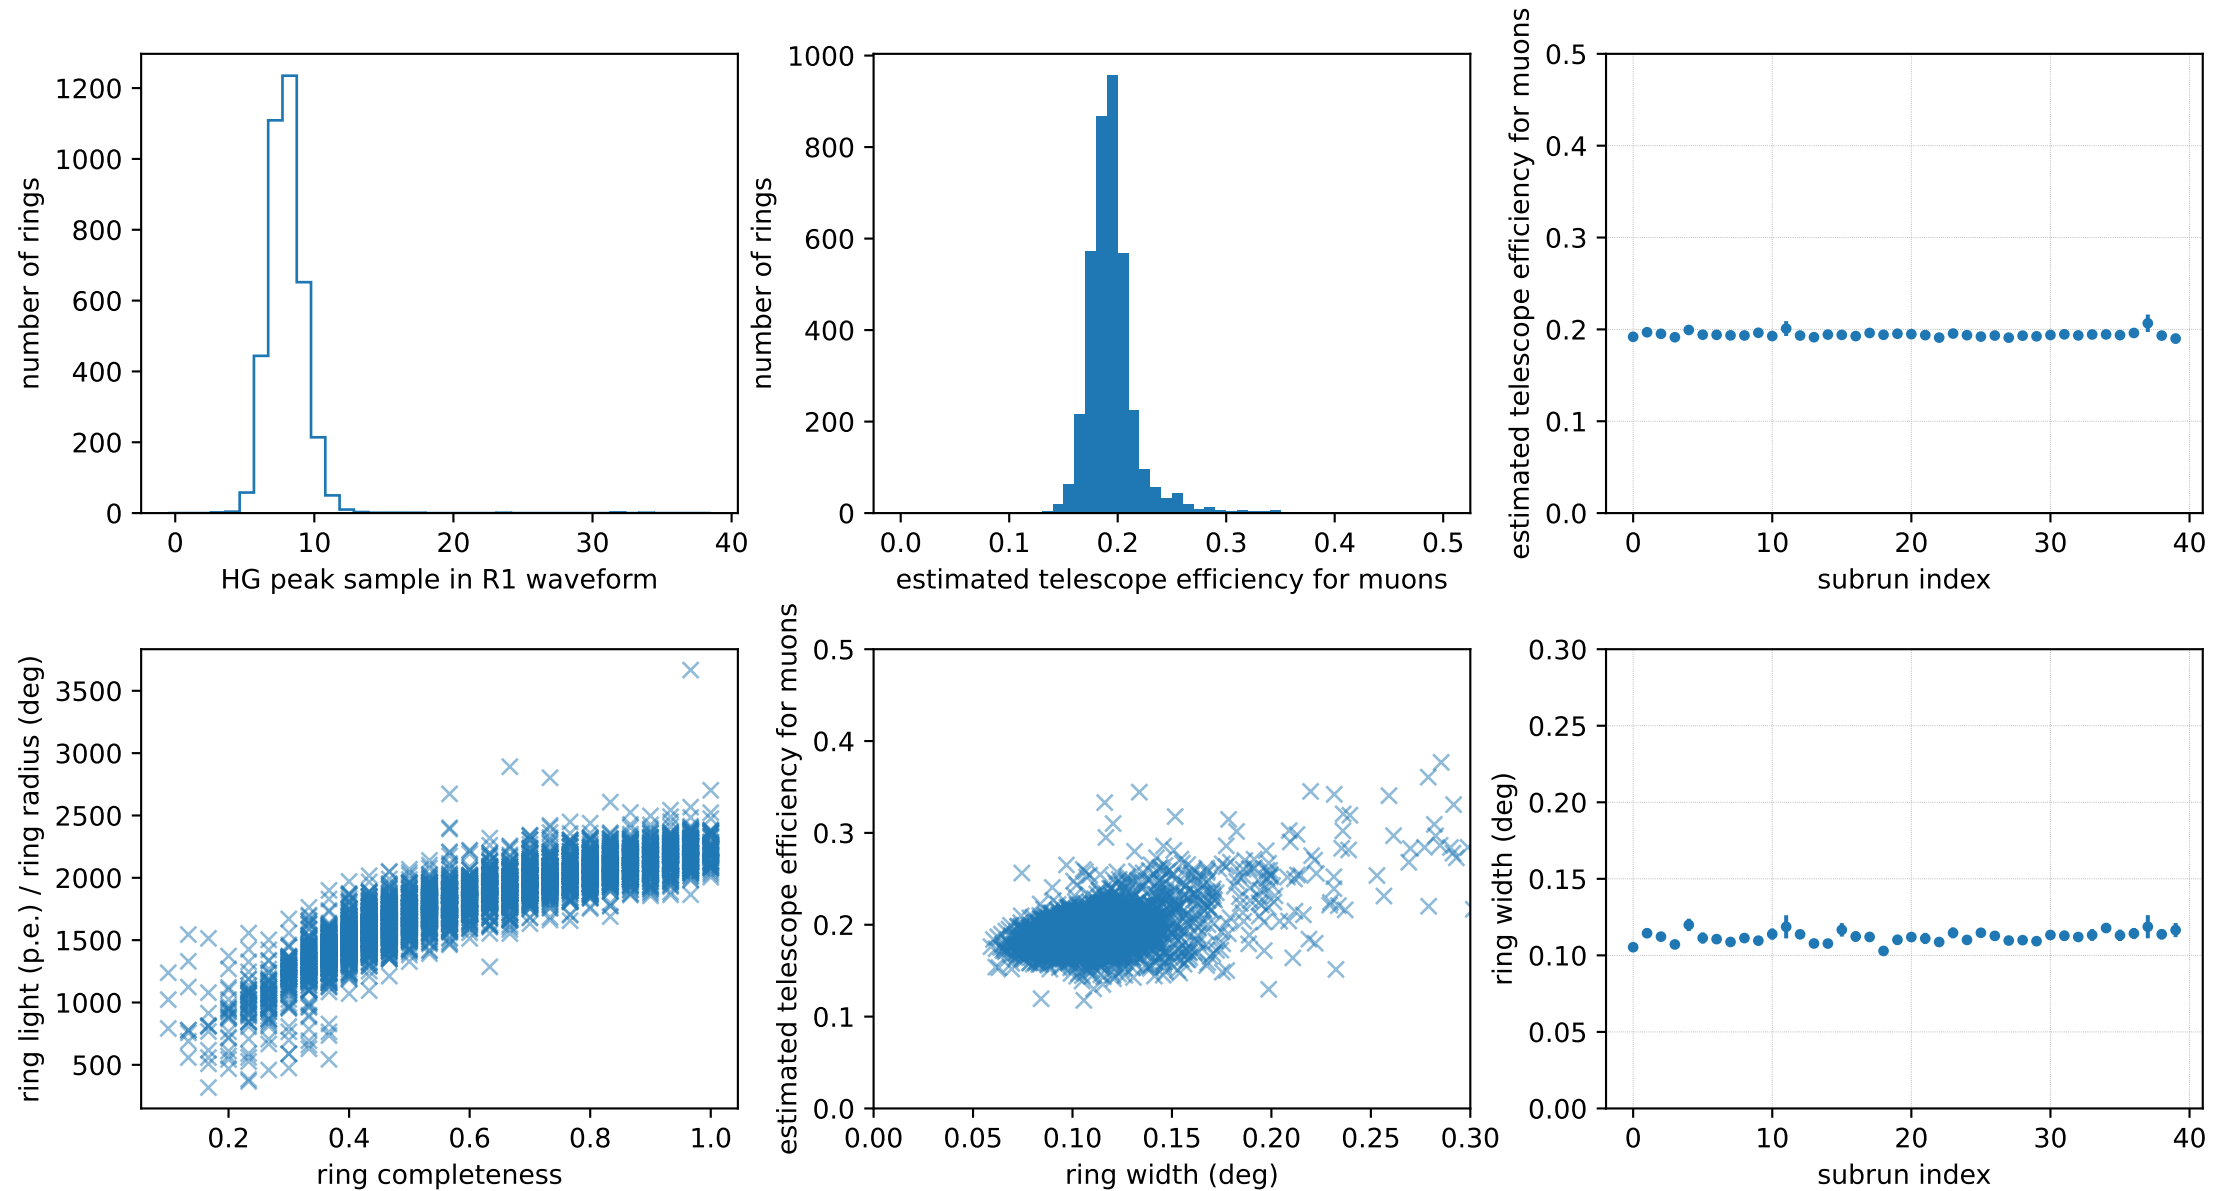 number of rings
1200
1000
800
600
400
200
0
0 10 20 30 40
HG peak sample in R1 waveform
number of rings
1000
800
600
400
200
0
0.0 0.1 0.2 0.3 0.4 0.5
estimated telescope efficiency for muons
estimated telescope efficiency for muons
0.5
0.4
0.3
0.2
0.1
0.0
0 10 20 30 40
subrun index
ring light (p.e.) / ring radius (deg)
3500
3000
2500
2000
1500
1000
500
0.2 0.4 0.6 0.8 1.0
ring completeness
estimated telescope efficiency for muons
0.5
0.4
0.3
0.2
0.1
0.0
0.00 0.05 0.10 0.15 0.20 0.25 0.30
ring width (deg)
ring width (deg)
0.30
0.25
0.20
0.15
0.10
0.05
0.00
0 10 20 30 40
subrun index